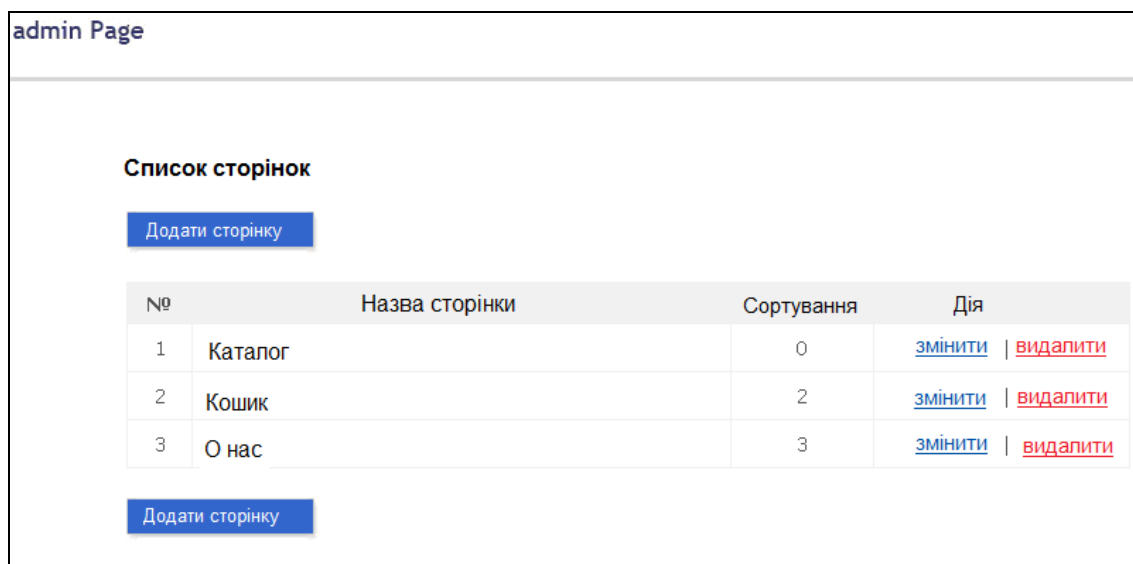 admin Page
Список сторінок
Додати сторінку
№ Назва сторінки Сортування Дія
1 Каталог 0 змінити | видалити
2 Кошик 2 змінити | видалити
3 О нас 3 змінити | видалити
Додати сторінку